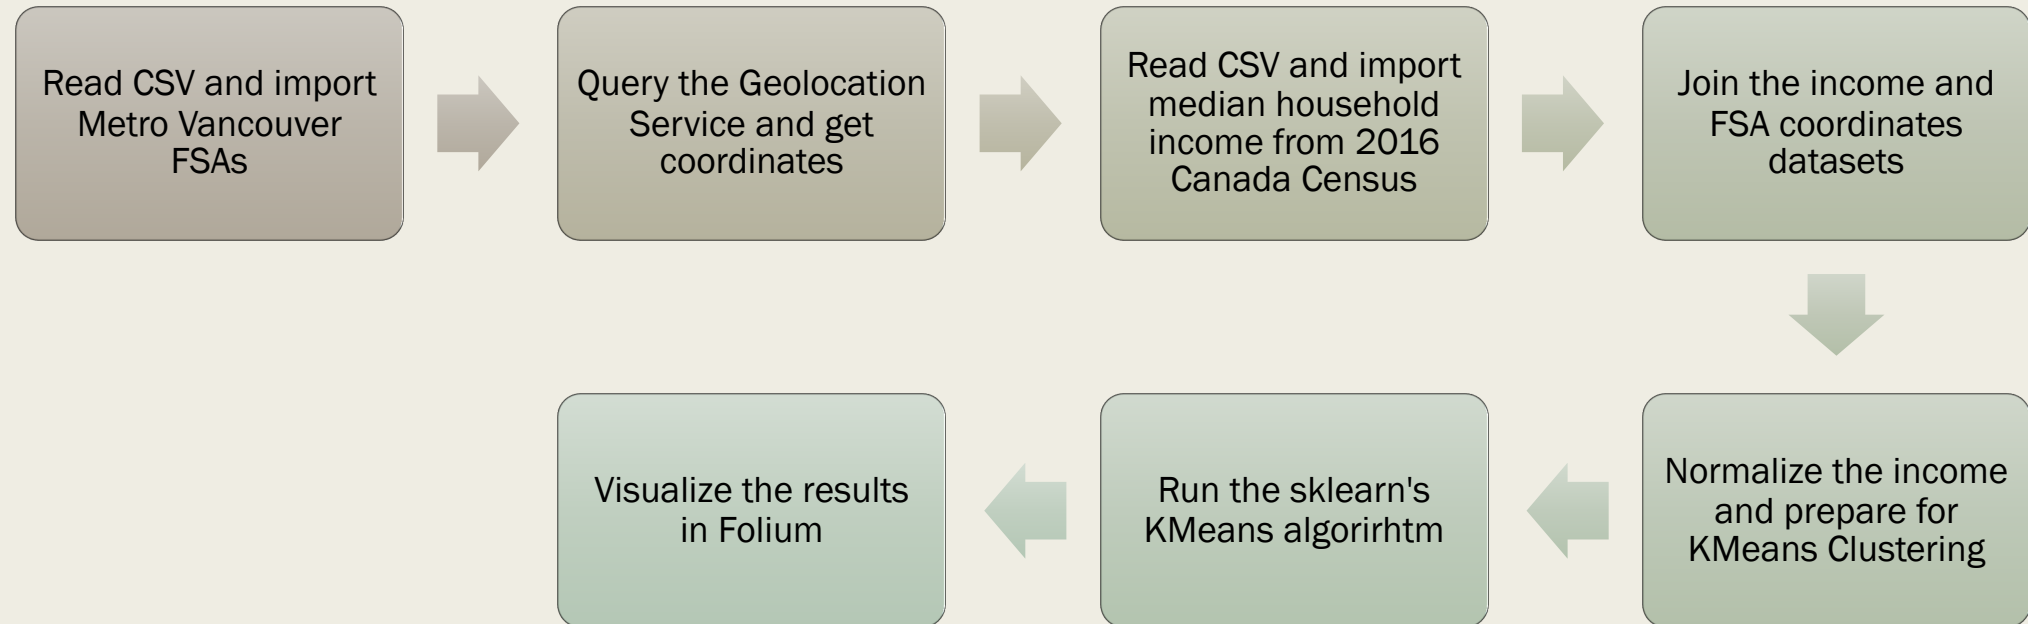 Read CSV and import
Metro Vancouver
FSAs
Query the Geolocation
Service and get
coordinates
Read CSV and import
median household
income from 2016
Canada Census
Join the income and
FSA coordinates
datasets
Normalize the income
and prepare for
KMeans Clustering
Run the sklearn's
KMeans algorirhtm
Visualize the results
in Folium